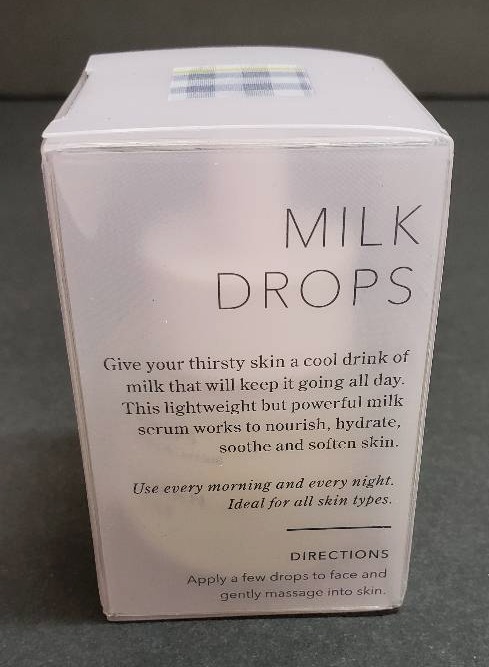 MILK
DROPS
Give your thirsty skin a cool drink of
milk that will keep it going all day.
This lightweight but powerful milk
serum works to nourish, hydrate,
soothe and soften skin.
Use every morning and every night.
Ideal for all skin types.
DIRECTIONS
Apply a few drops to face and
gently massage into skin.